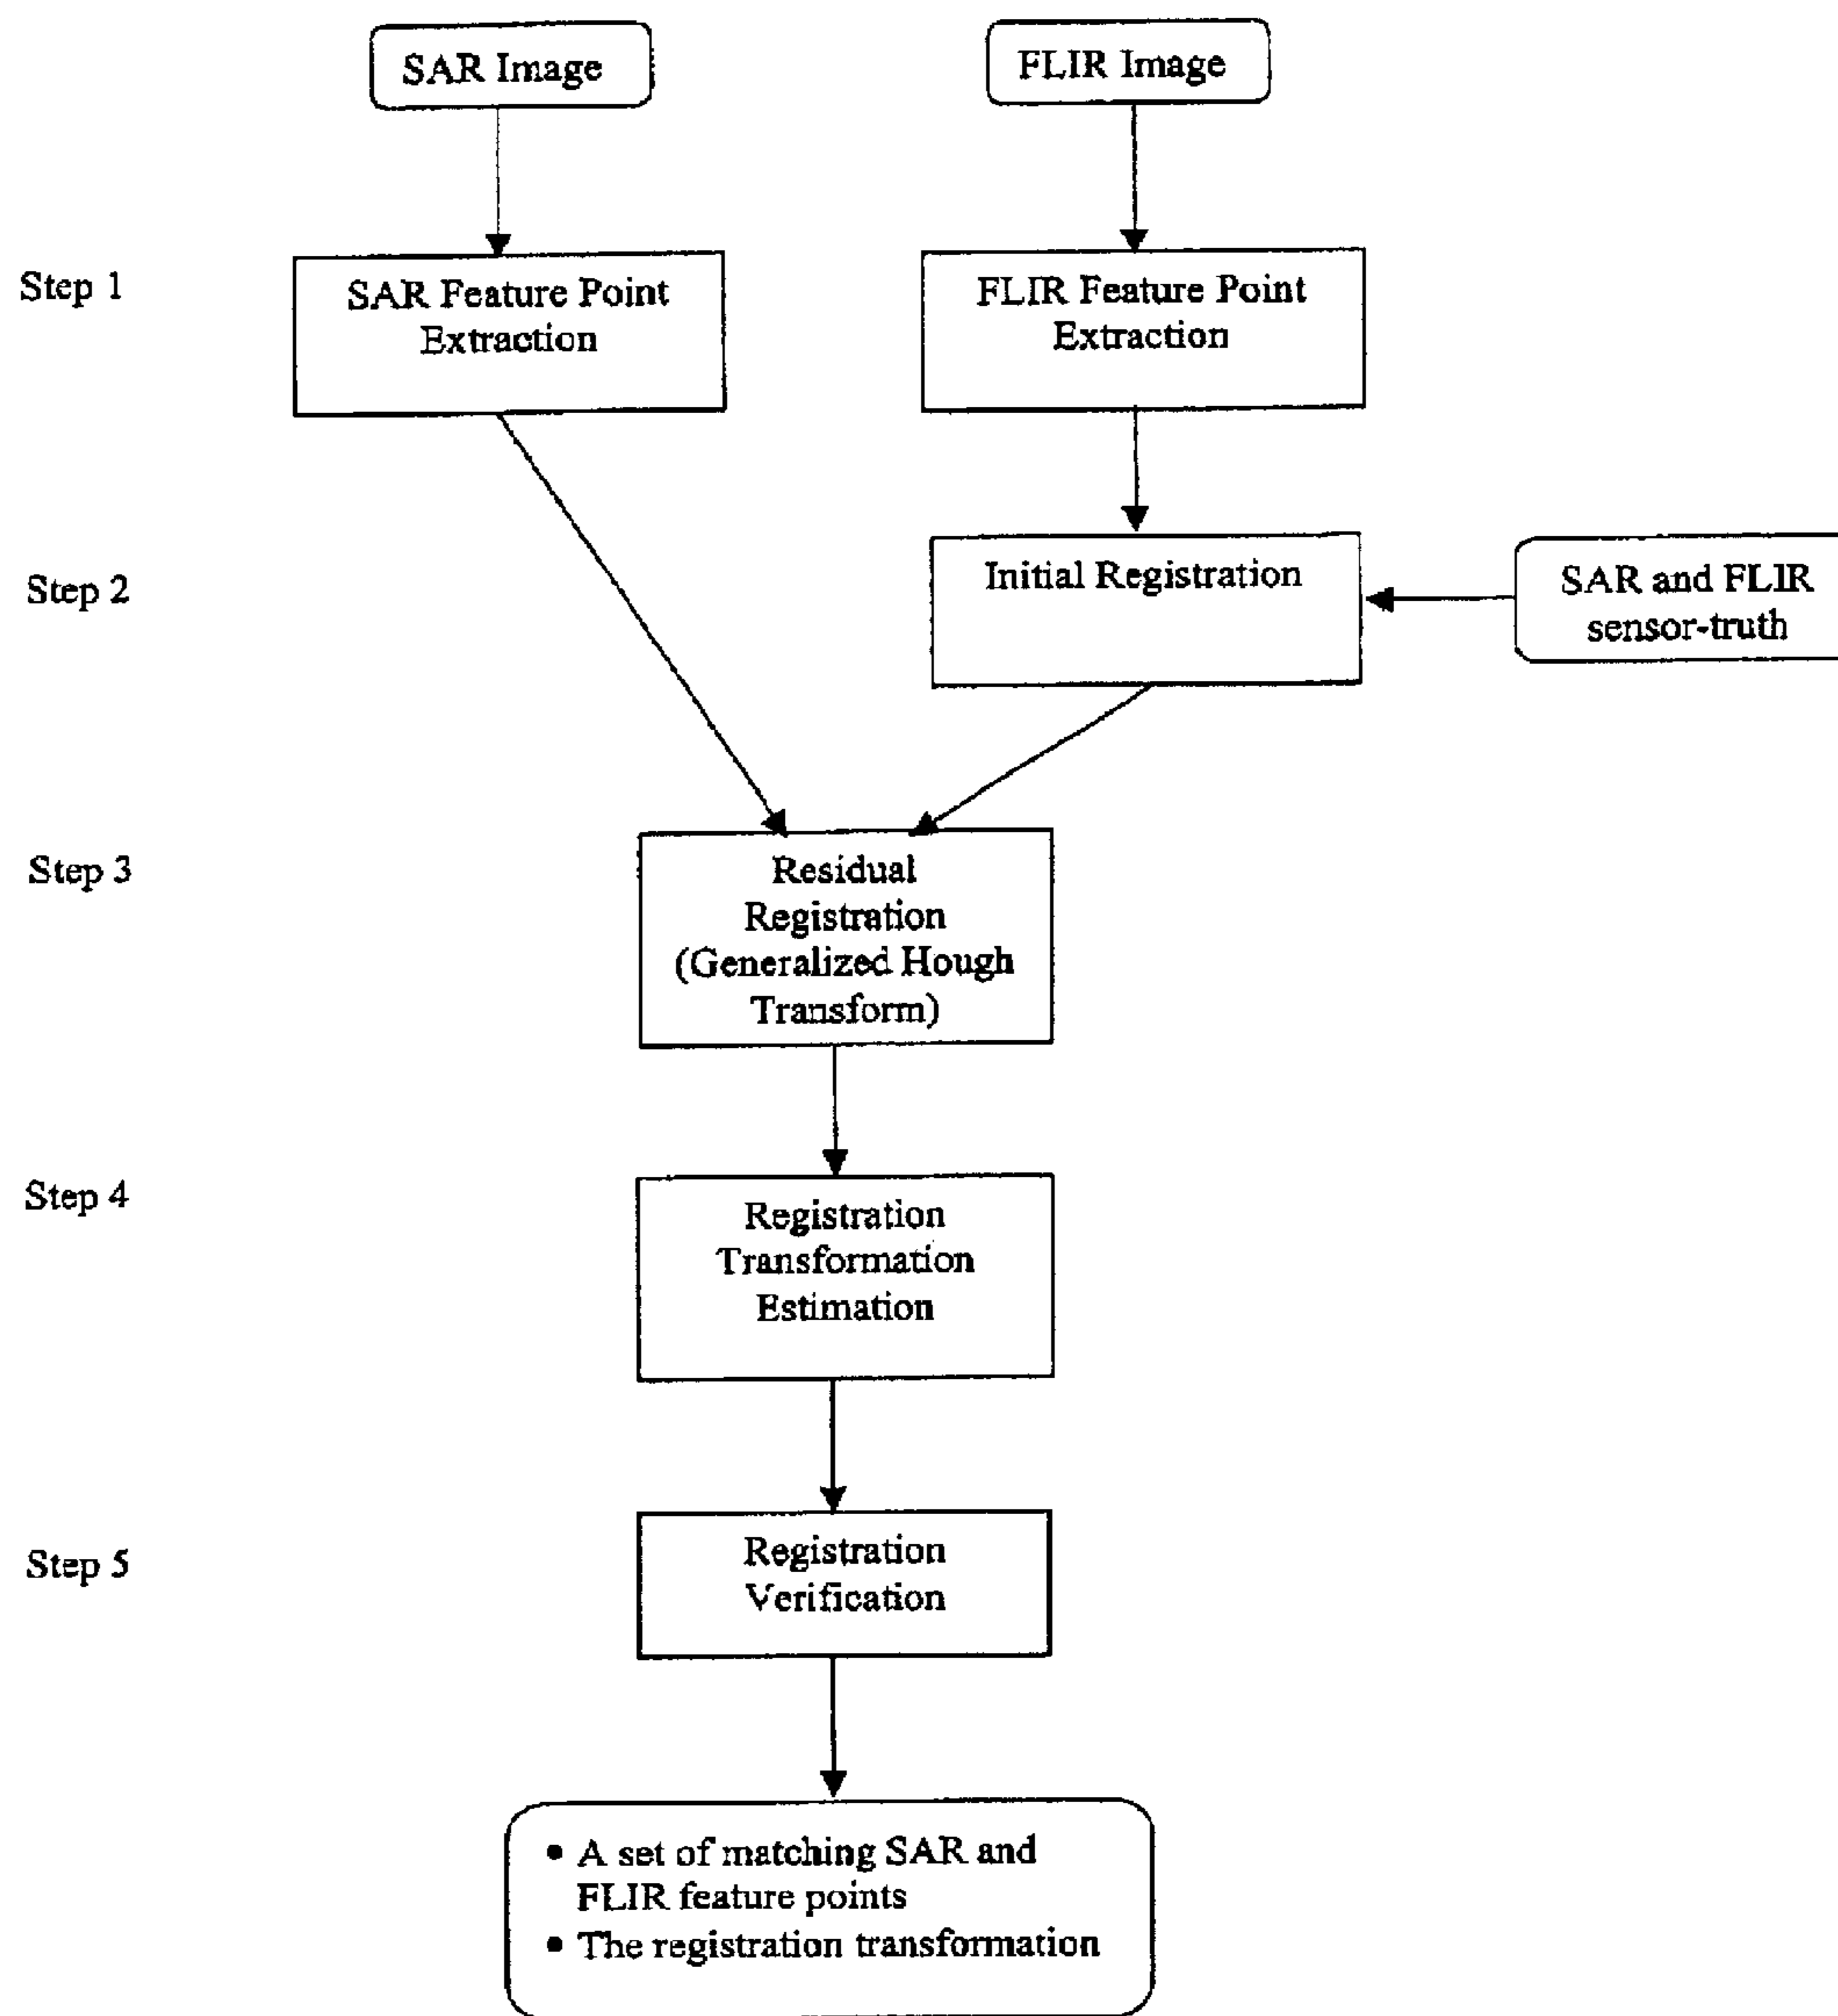 SAR Image
FLIR Image
Step 1
SAR Feature Point
Extraction
FLIR Feature Point
Extraction
Step 2
Initial Registration
SAR and FLIR
sensor-truth
Step 3
Residual
Registration
(Generalized Hough
Transform)
Step 4
Registration
Transformation
Estimation
Step 5
Registration
Verification
• A set of matching SAR and
FLIR feature points
• The registration transformation